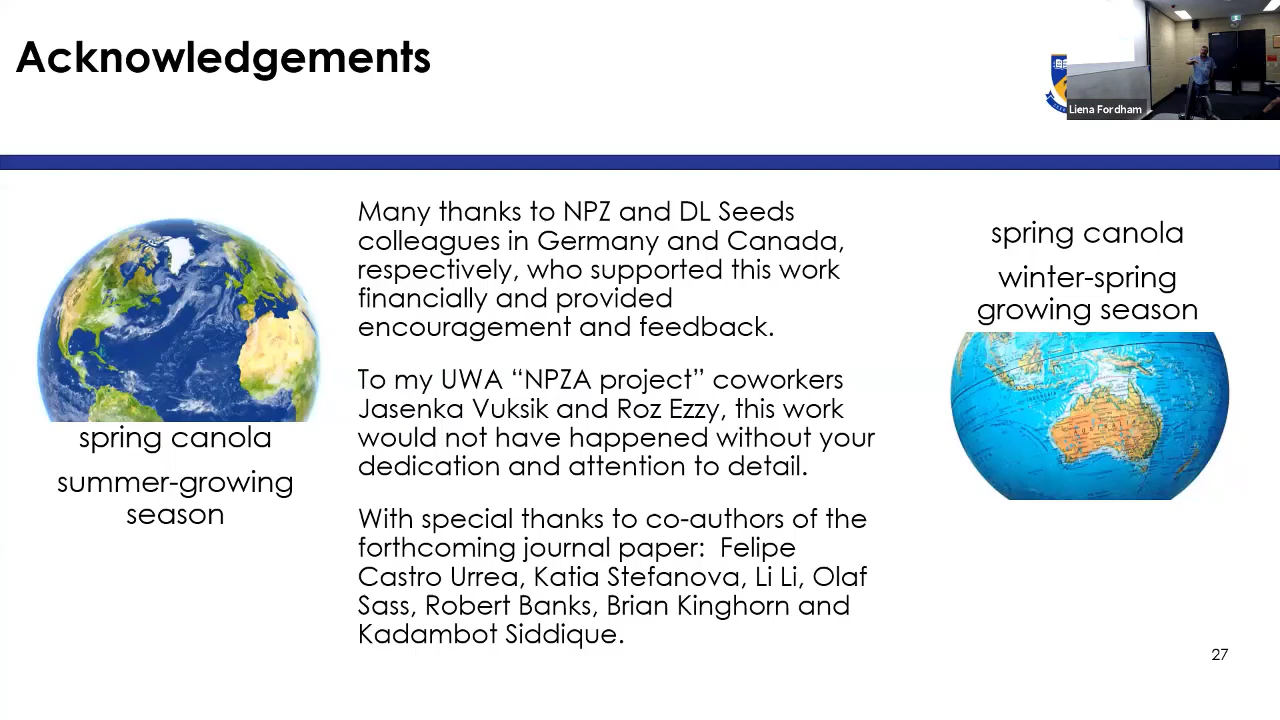 Acknowledgements
Liena Fordham
Many thanks to NPZ and DL Seeds
colleagues in Germany and Canada,
respectively, who supported this work
financially and provided
encouragement and feedback.
To my UWA “NPZA project” coworkers
Jasenka Vuksik and Roz Ezzy, this work
would not have happened without your
dedication and attention to detail.
With special thanks to co-authors of the
forthcoming journal paper:  Felipe
Castro Urrea, Katia Stefanova, Li Li, Olaf
Sass, Robert Banks, Brian Kinghorn and
Kadambot Siddique.
spring canola
summer-growing
season
spring canola
winter-spring
growing season
27